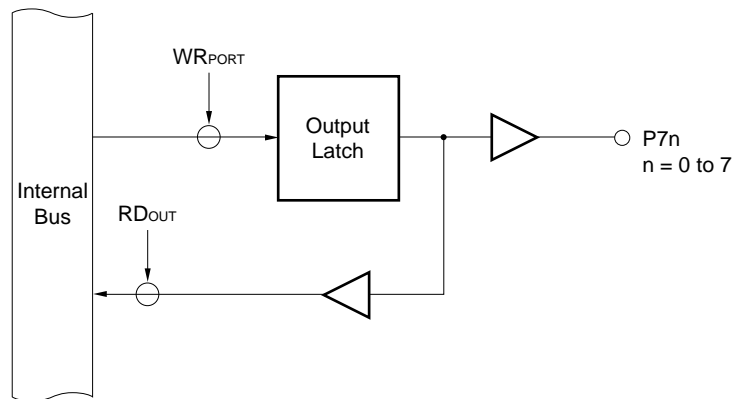 WRPORT
Output
Latch
P7n
n = 0 to 7
Internal
Bus
RDOUT